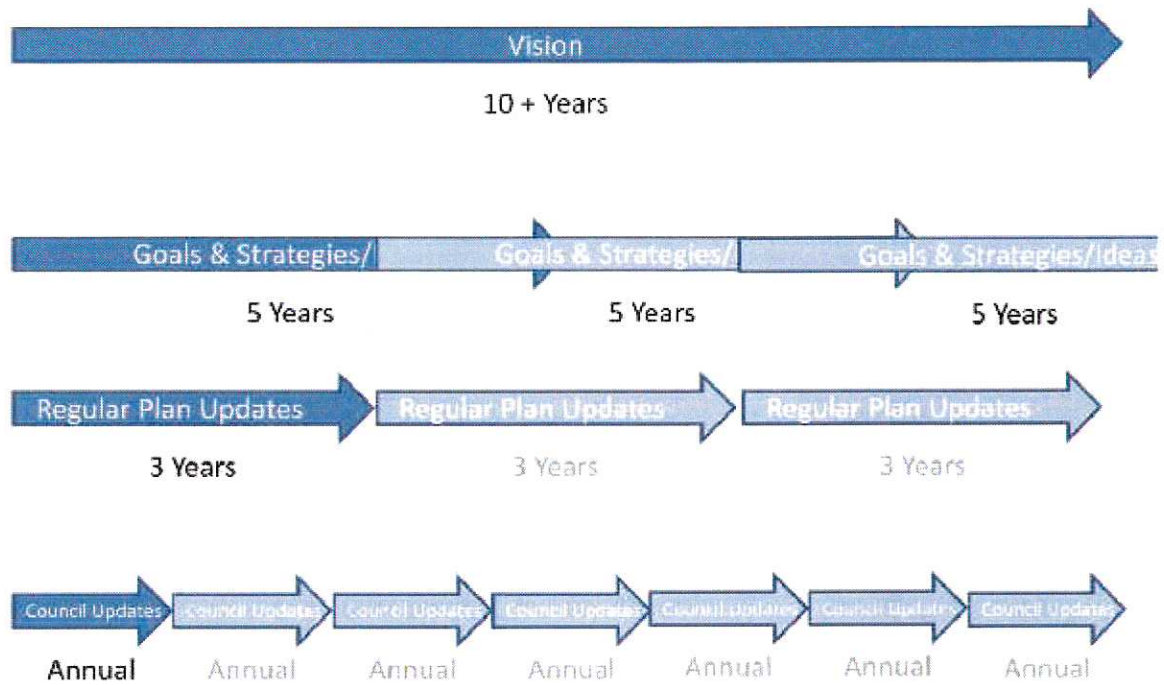 Vision
10 + Years
Goals & Strategies/ Goals & Strategies/ Goals & Strategies/Ideas
5 Years 5 Years 5 Years
Regular Plan Updates Regular Plan Updates Regular Plan Updates
3 Years 3 Years 3 Years
Council Updates Council Updates Council Updates Council Updates Council Updates Council Updates Council Updates
Annual Annual Annual Annual Annual Annual Annual